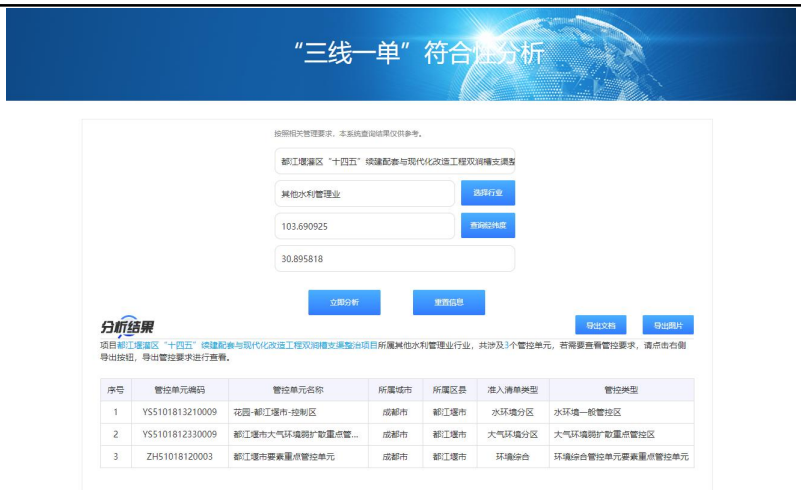 “三线一单”符合性分析
按照相关管理要求，本系统查询结果仅供参考。
都江堰灌区“十四五”续建配套与现代化改造工程双润槽支渠整
其他水利管理业
选择行业
103.690925
查询经纬度
30.895818
立即分析
重置信息
分析结果
导出文档
导出图片
项目都江堰灌区“十四五”续建配套与现代化改造工程双润槽支渠整治项目所属其他水利管理业行业，共涉及3个管控单元，若需要查看管控要求，请点击右侧
导出按钮，导出管控要求进行查看。
序号 管控单元编码 管控单元名称 所属城市 所属区县 准入清单类型 管控类型
1 YS5101813210009 花园-都江堰市-控制区 成都市 都江堰市 水环境分区 水环境一般管控区
2 YS5101812330009 都江堰市大气环境弱扩散重点管... 成都市 都江堰市 大气环境分区 大气环境弱扩散重点管控区
3 ZH51018120003 都江堰市要素重点管控单元 成都市 都江堰市 环境综合 环境综合管控单元要素重点管控单元